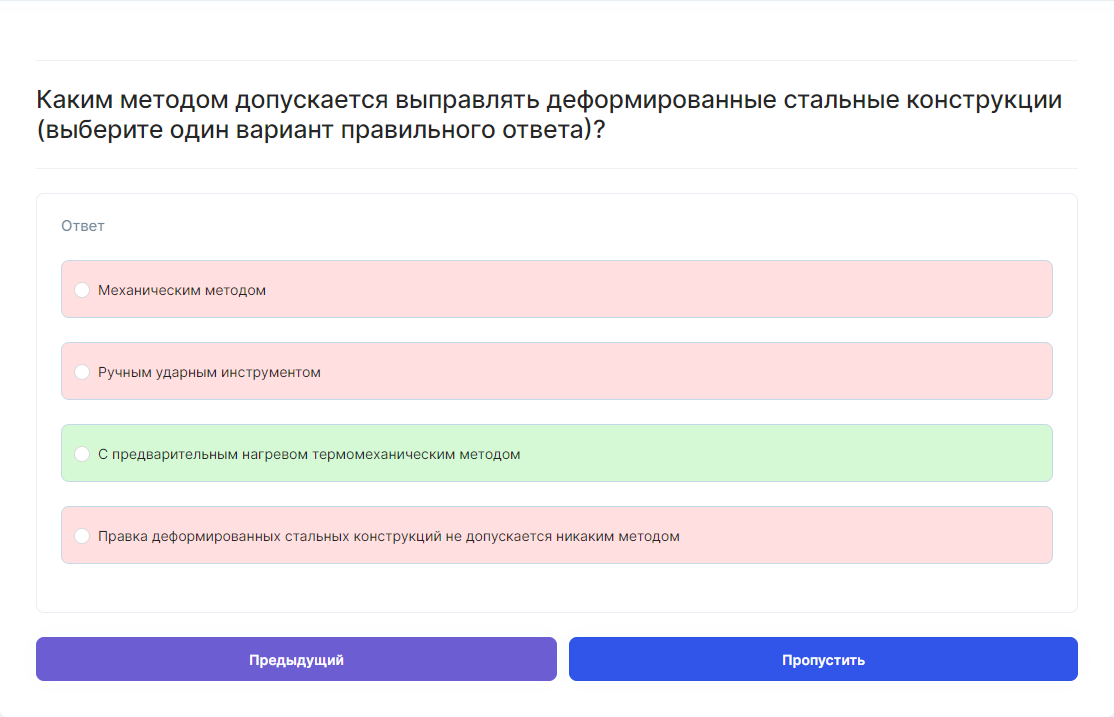 Каким методом допускается выправлять деформированные стальные конструкции
(выберите один вариант правильного ответа)?
Ответ
Механическим методом
Ручным ударным инструментом
С предварительным нагревом термомеханическим методом
Правка деформированных стальных конструкций не допускается никаким методом
Предыдущий
Пропустить